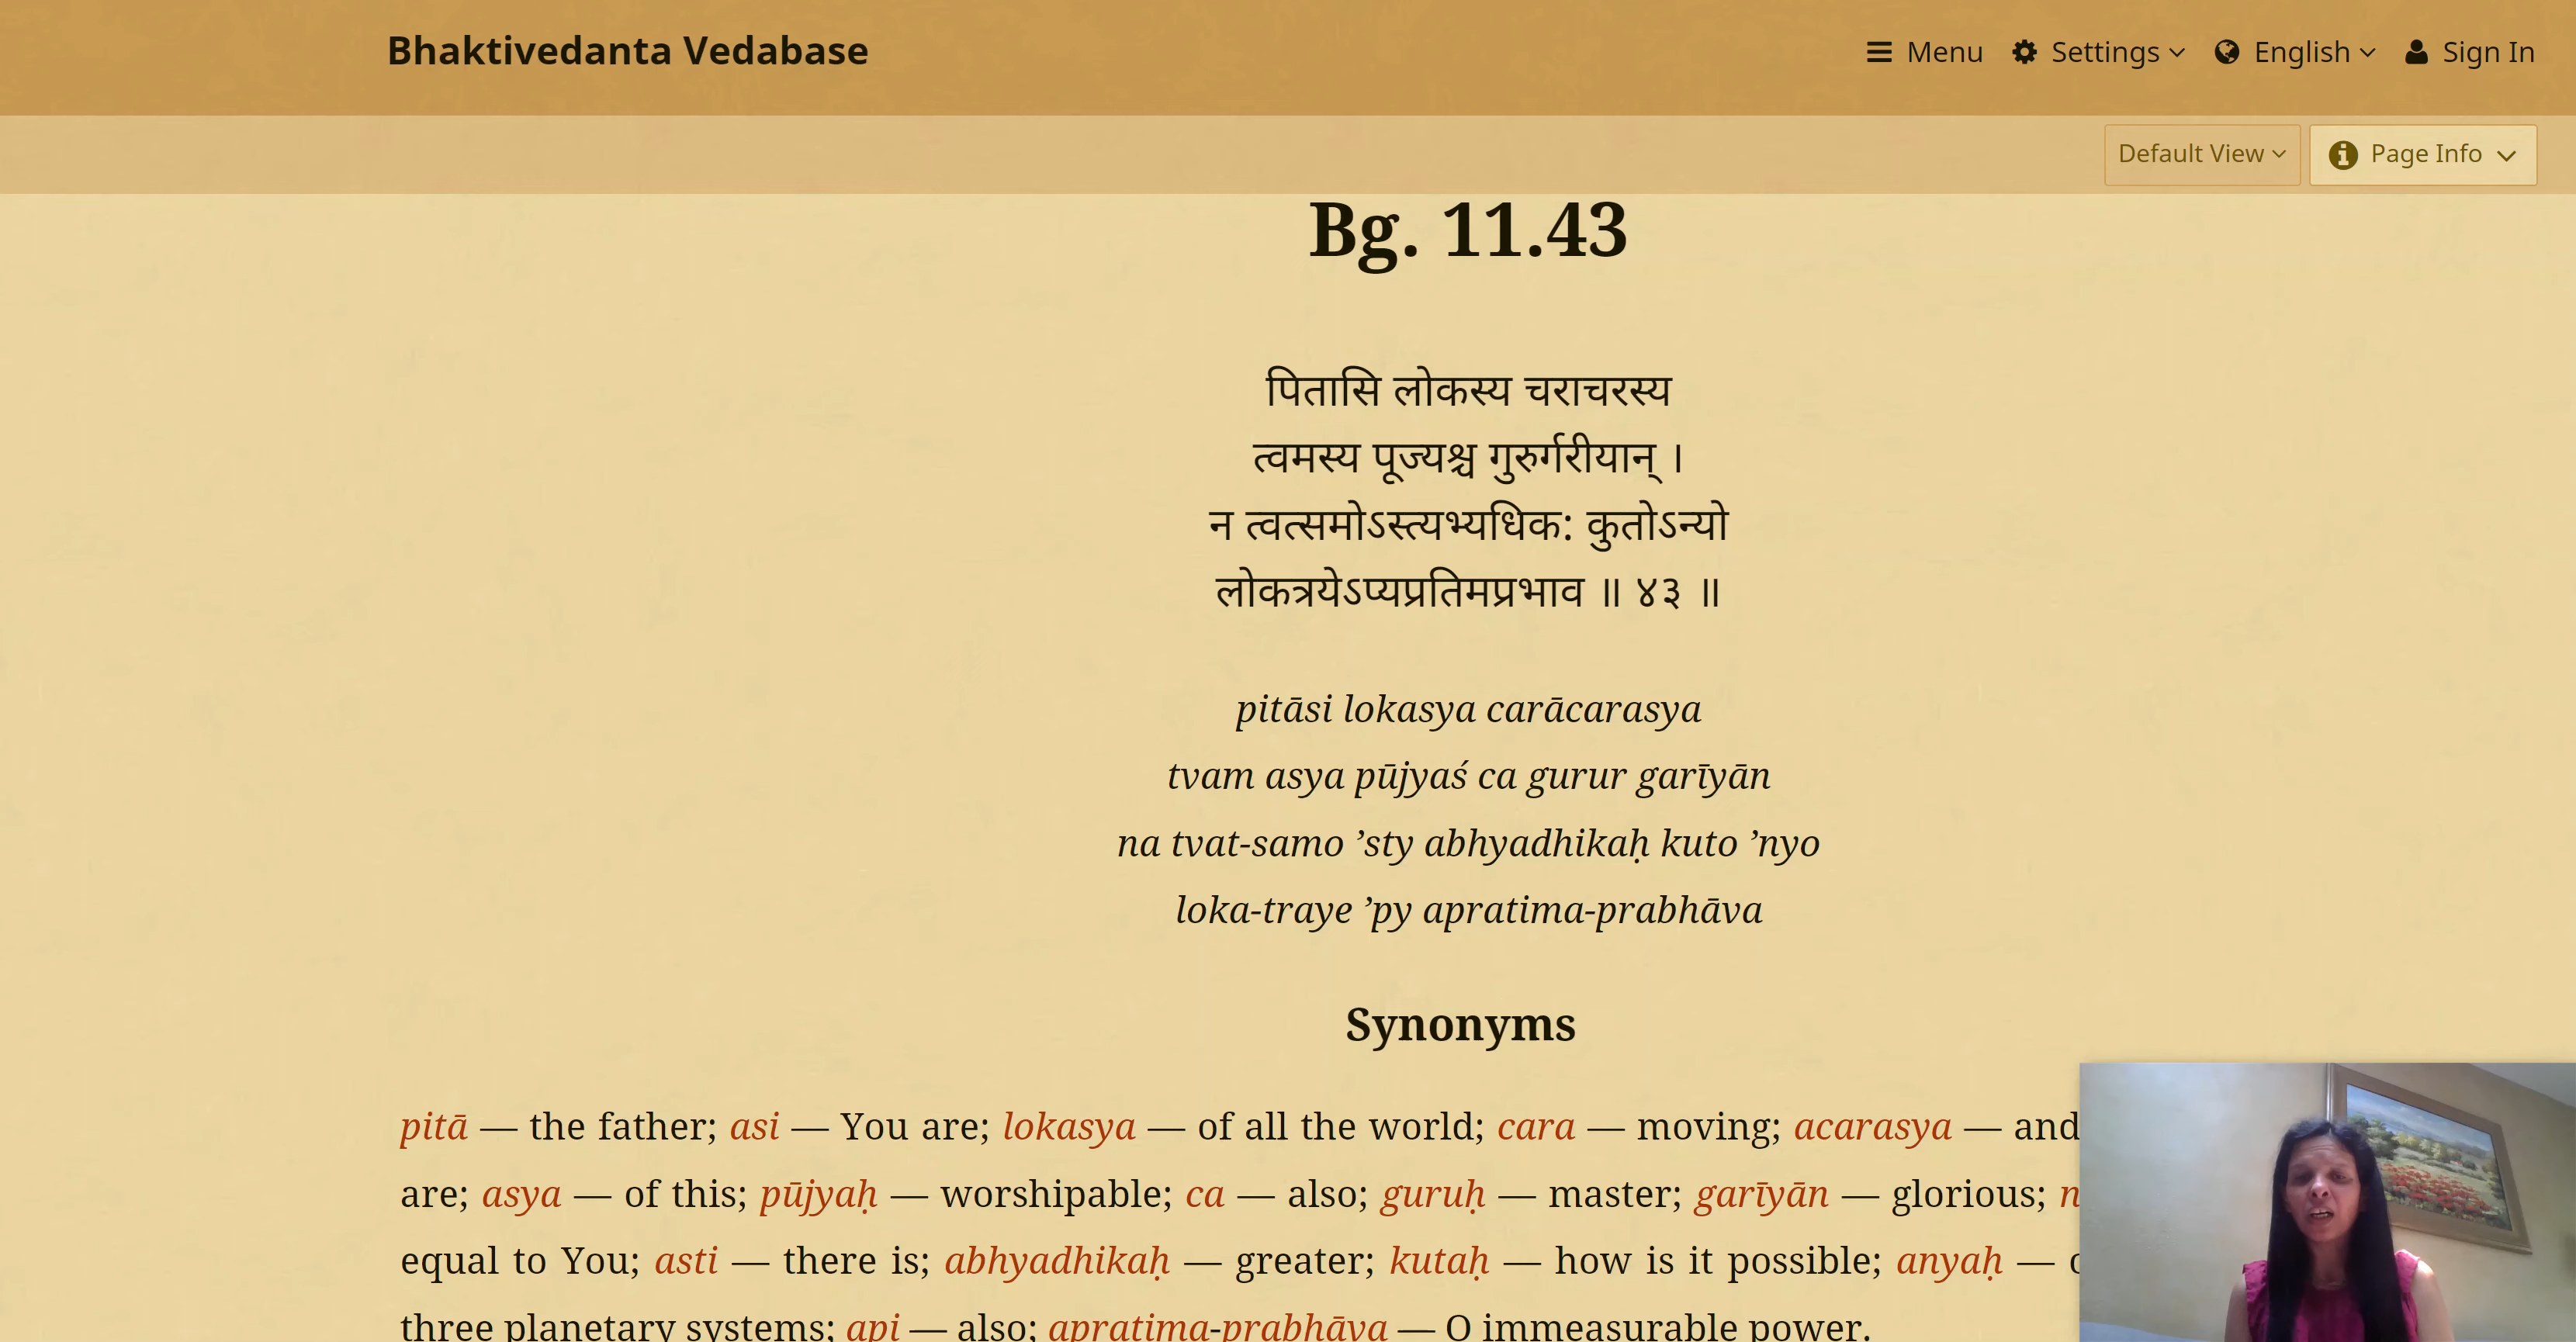 Bhaktivedanta Vedabase
Menu Settings English Sign In
Default View Page Info
Bg. 11.43
पितासि लोकस्य चराचरस्य
त्वमस्य पूज्यश्च गुरुर्गरीयान् ।
न त्वत्समोऽस्त्यभ्यधिक: कुतोऽन्यो
लोकत्रयेऽप्यप्रतिमप्रभाव ॥ ४३ ॥
pitāsi lokasya carācarasya
tvam asya pūjyaś ca gurur garīyān
na tvat-samo ’sty abhyadhikaḥ kuto ’nyo
loka-traye ’py apratima-prabhāva
Synonyms
pitā — the father; asi — You are; lokasya — of all the world; cara — moving; acarasya — and
are; asya — of this; pūjyaḥ — worshipable; ca — also; guruḥ — master; garīyān — glorious;
equal to You; asti — there is; abhyadhikaḥ — greater; kutaḥ — how is it possible; anyaḥ —
three planetary systems; api — also; apratima-prabhāva — O immeasurable power.